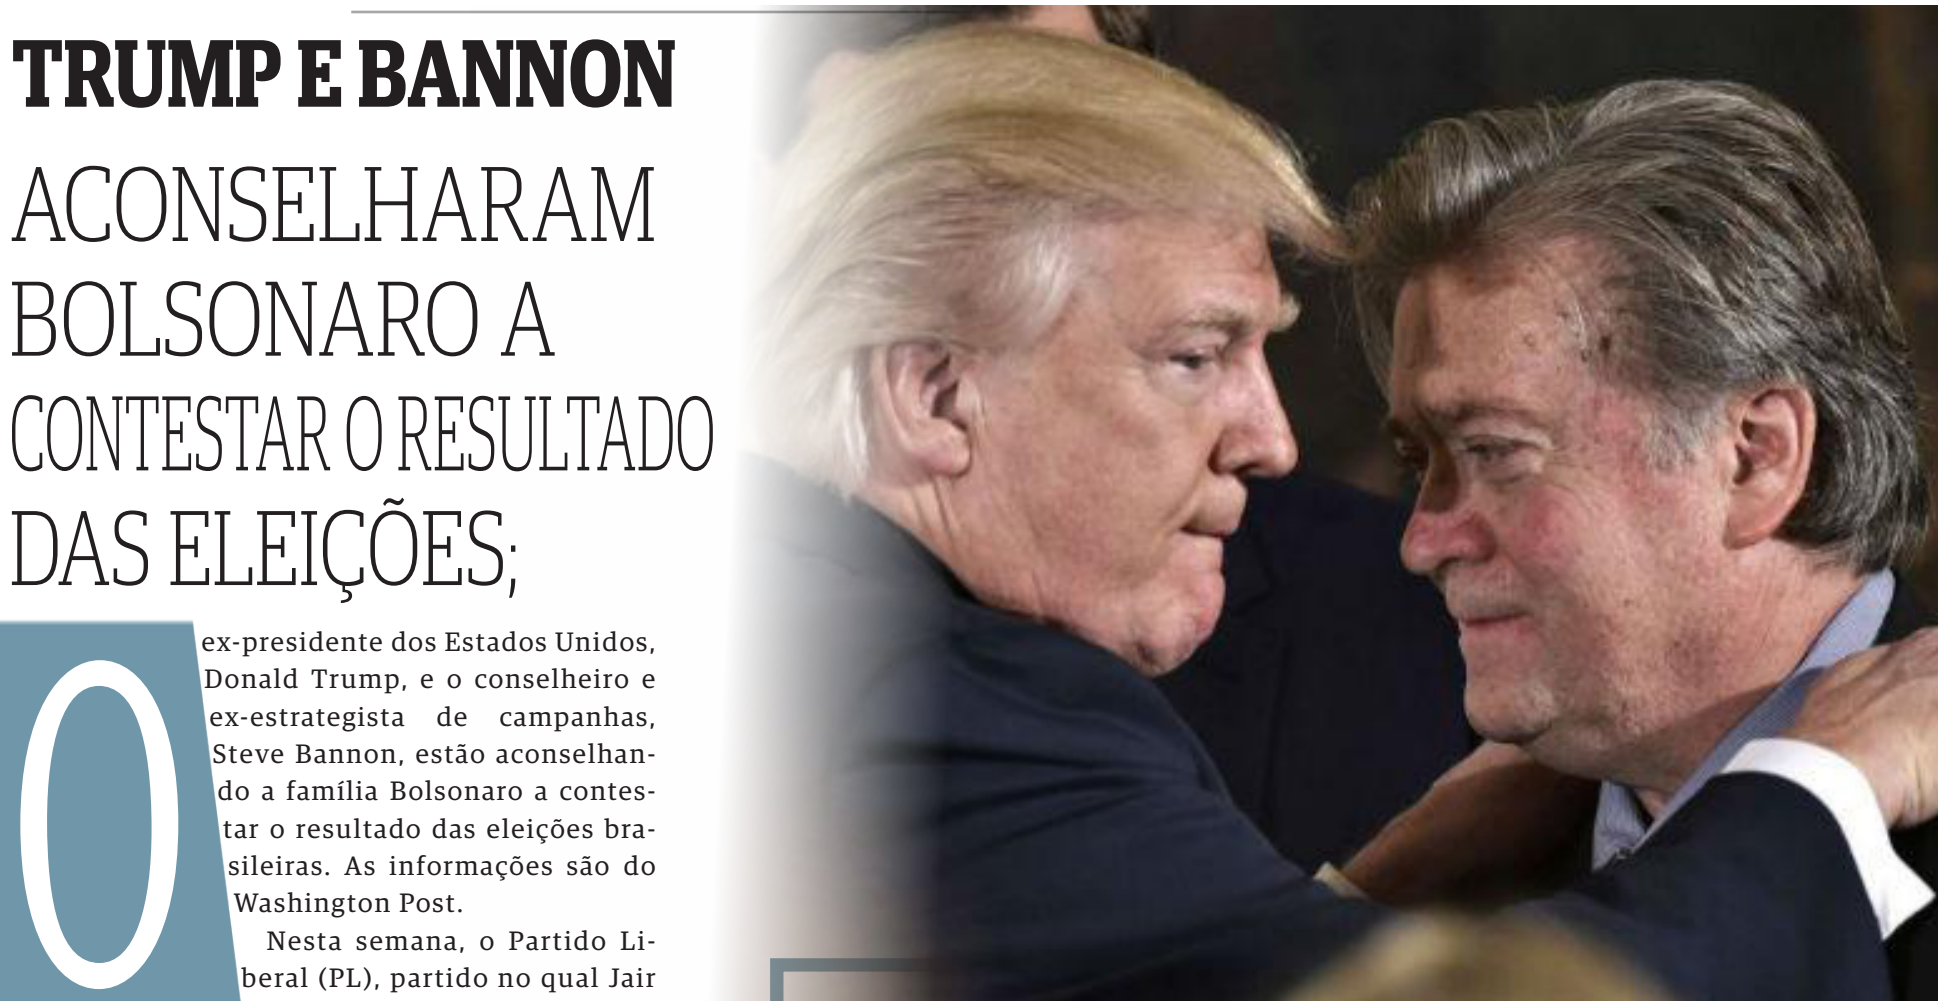 TRUMP E BANNON
ACONSELHARAM
BOLSONARO A
CONTESTAR O RESULTADO
DAS ELEIÇÕES;
O ex-presidente dos Estados Unidos,
Donald Trump, e o conselheiro e
ex-estrategista de campanhas,
Steve Bannon, estão aconselhan-
do a família Bolsonaro a contes-
tar o resultado das eleições bra-
sileiras. As informações são do
Washington Post.
Nesta semana, o Partido Li-
beral (PL), partido no qual Jair